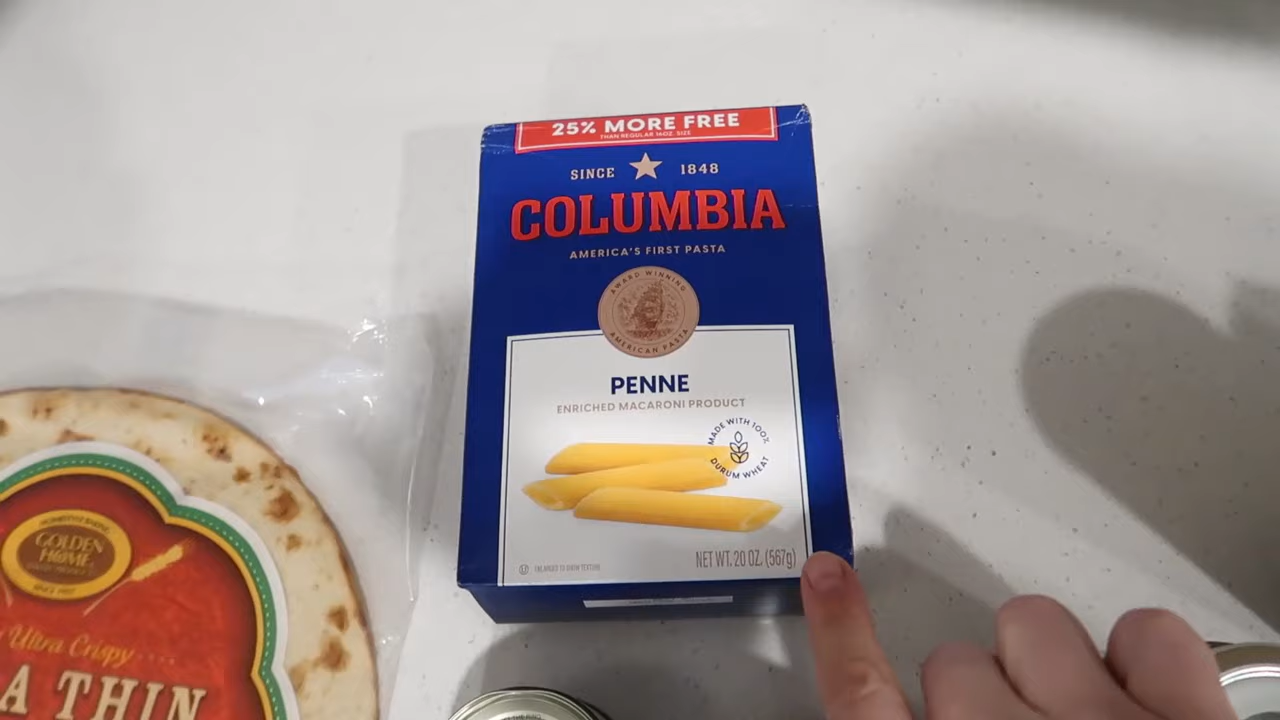 25% MORE FREE
THAN REGULAR 16OZ. SIZE
SINCE 1848
COLUMBIA
AMERICA'S FIRST PASTA
AWARD WINNING
AMERICAN PASTA
PENNE
ENRICHED MACARONI PRODUCT
MADE WITH 100%
DURUM WHEAT
NET WT. 20 OZ. (567g)
ENLARGED TO SHOW TEXTURE
GOLDEN
HOME
Ultra Crispy
A THIN